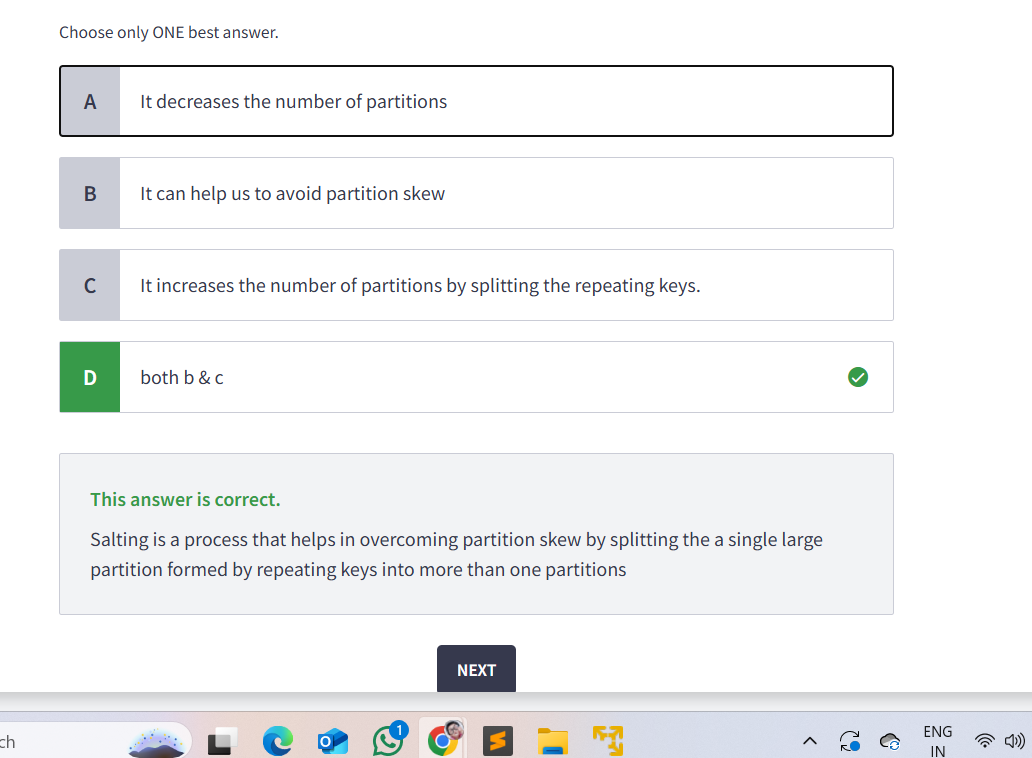 Choose only ONE best answer.
A It decreases the number of partitions
B It can help us to avoid partition skew
C It increases the number of partitions by splitting the repeating keys.
D both b & c
This answer is correct.
Salting is a process that helps in overcoming partition skew by splitting the a single large
partition formed by repeating keys into more than one partitions
NEXT
ch
1
ENG
IN